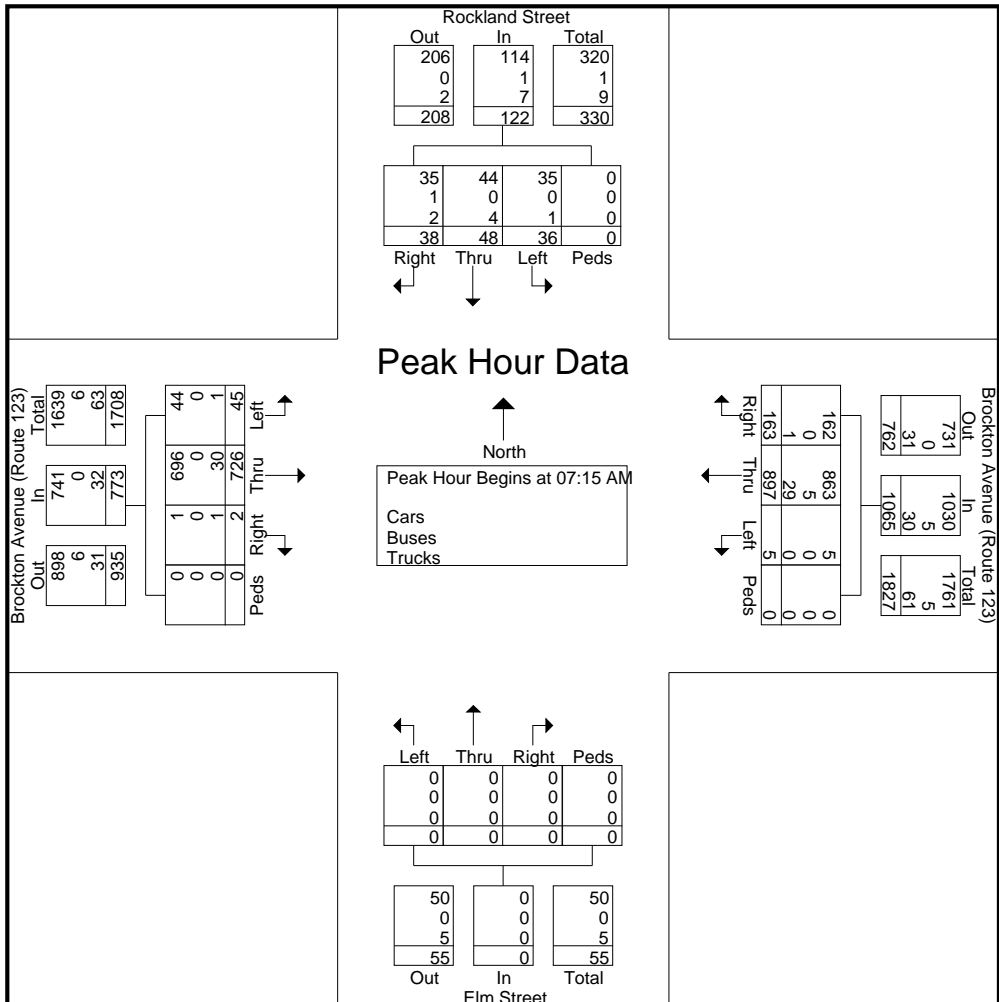 Rockland Street
Out In Total
206 114 320
0 1 1
2 7 9
208 122 330
35 44 35 0
1 0 0 0
2 4 1 0
38 48 36 0
Right Thru Left Peds
Peak Hour Data
North
Peak Hour Begins at 07:15 AM
Cars
Buses
Trucks
Brockton Avenue (Route 123)
Out In Total
898 741 1639
6 0 6
31 32 63
935 773 1708
0 1 696 44
0 0 0 0
0 1 30 1
0 2 726 45
Peds Right Thru Left
Brockton Avenue (Route 123)
Out In Total
731 1030 1761
0 5 5
31 30 61
762 1065 1827
162 863 5 0
0 5 0 0
1 29 0 0
163 897 5 0
Right Thru Left Peds
Left Thru Right Peds
0 0 0 0
0 0 0 0
0 0 0 0
0 0 0 0
50 0 50
0 0 0
5 0 5
55 0 55
Out In Total
Elm Street